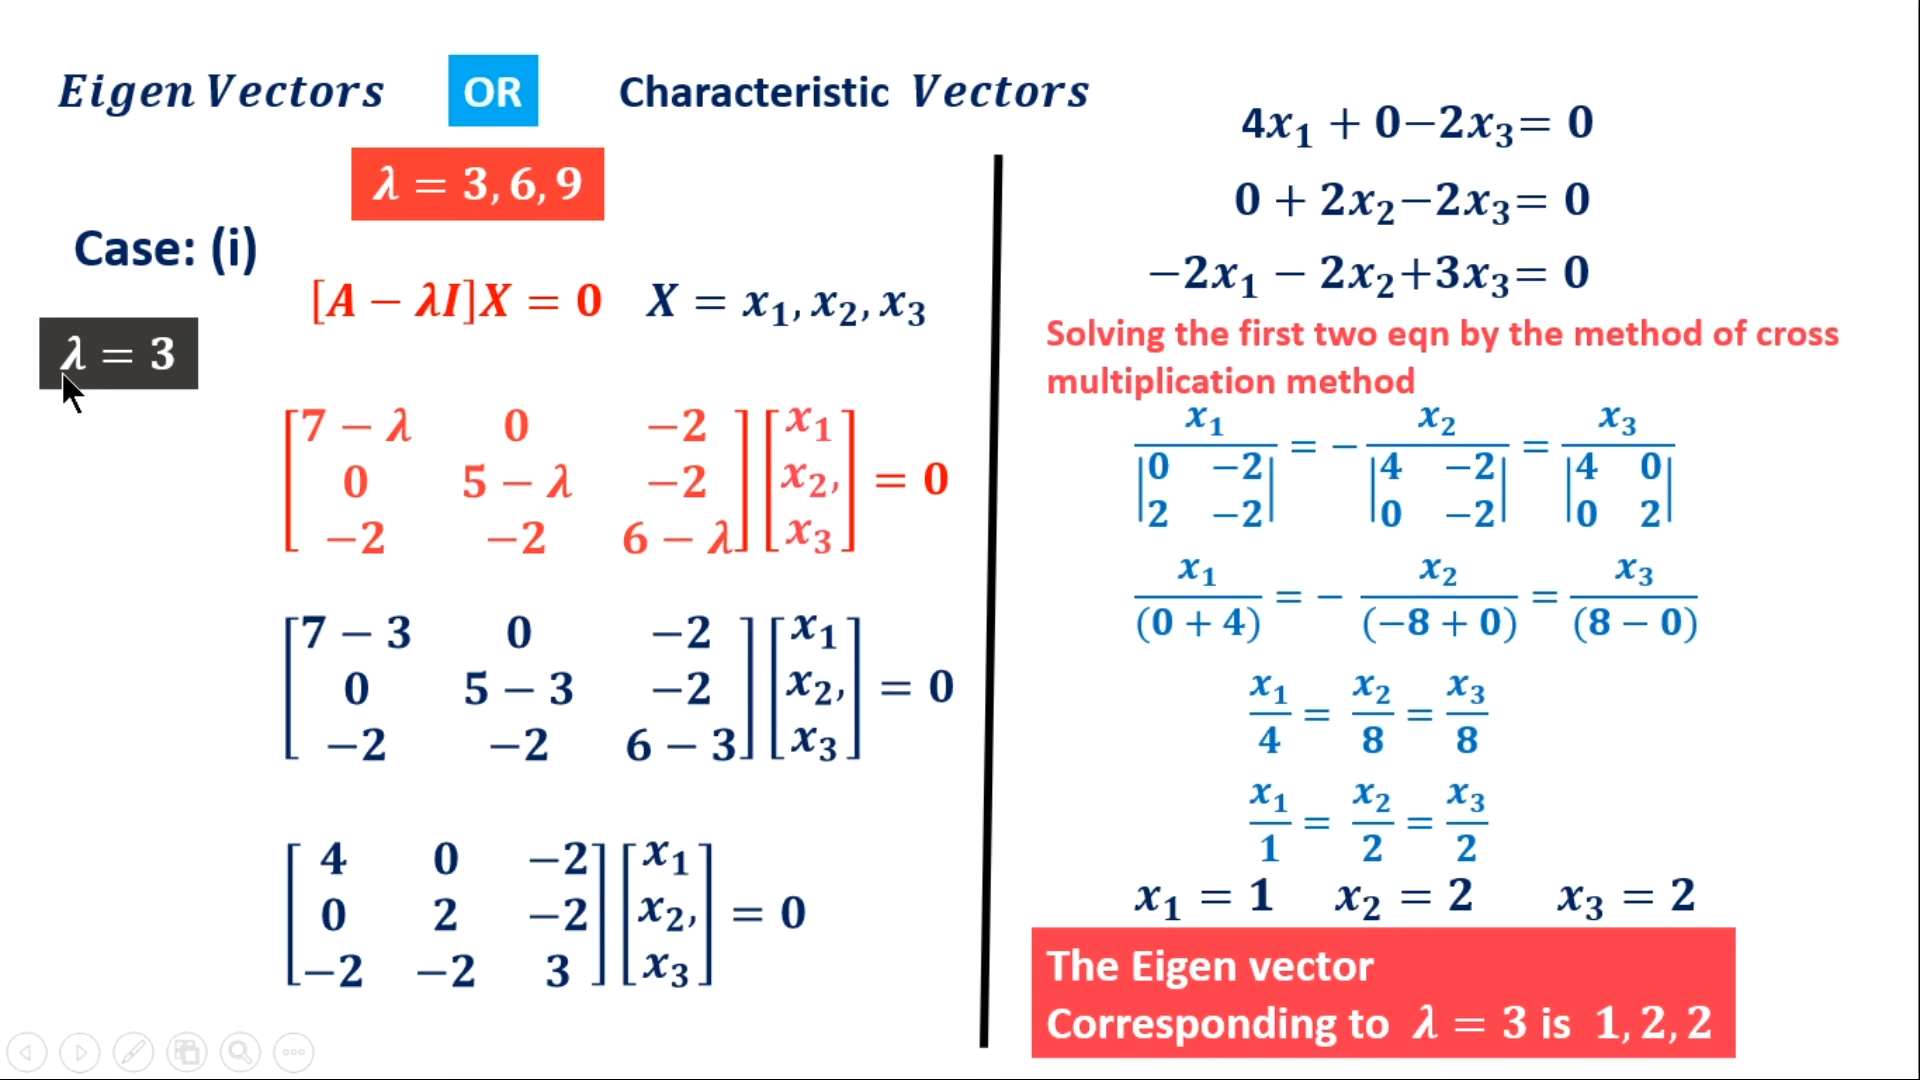 Eigen Vectors OR Characteristic Vectors
λ = 3, 6, 9
Case: (i)
[A − λI]X = 0 X = x₁, x₂, x₃
λ = 3
[7 − λ 0 −2] [x₁]
[0 5 − λ −2] [x₂,] = 0
[−2 −2 6 − λ] [x₃]
[7 − 3 0 −2] [x₁]
[0 5 − 3 −2] [x₂,] = 0
[−2 −2 6 − 3] [x₃]
[4 0 −2] [x₁]
[0 2 −2] [x₂,] = 0
[−2 −2 3] [x₃]
4x₁ + 0−2x₃= 0
0 + 2x₂−2x₃= 0
−2x₁ − 2x₂+3x₃= 0
Solving the first two eqn by the method of cross
multiplication method
x₁ x₂ x₃
= − =
|0 −2| |4 −2| |4 0|
|2 −2| |0 −2| |0 2|
x₁ x₂ x₃
= − =
(0 + 4) (−8 + 0) (8 − 0)
x₁ x₂ x₃
= =
4 8 8
x₁ x₂ x₃
= =
1 2 2
x₁ = 1 x₂ = 2 x₃ = 2
The Eigen vector
Corresponding to λ = 3 is 1, 2, 2